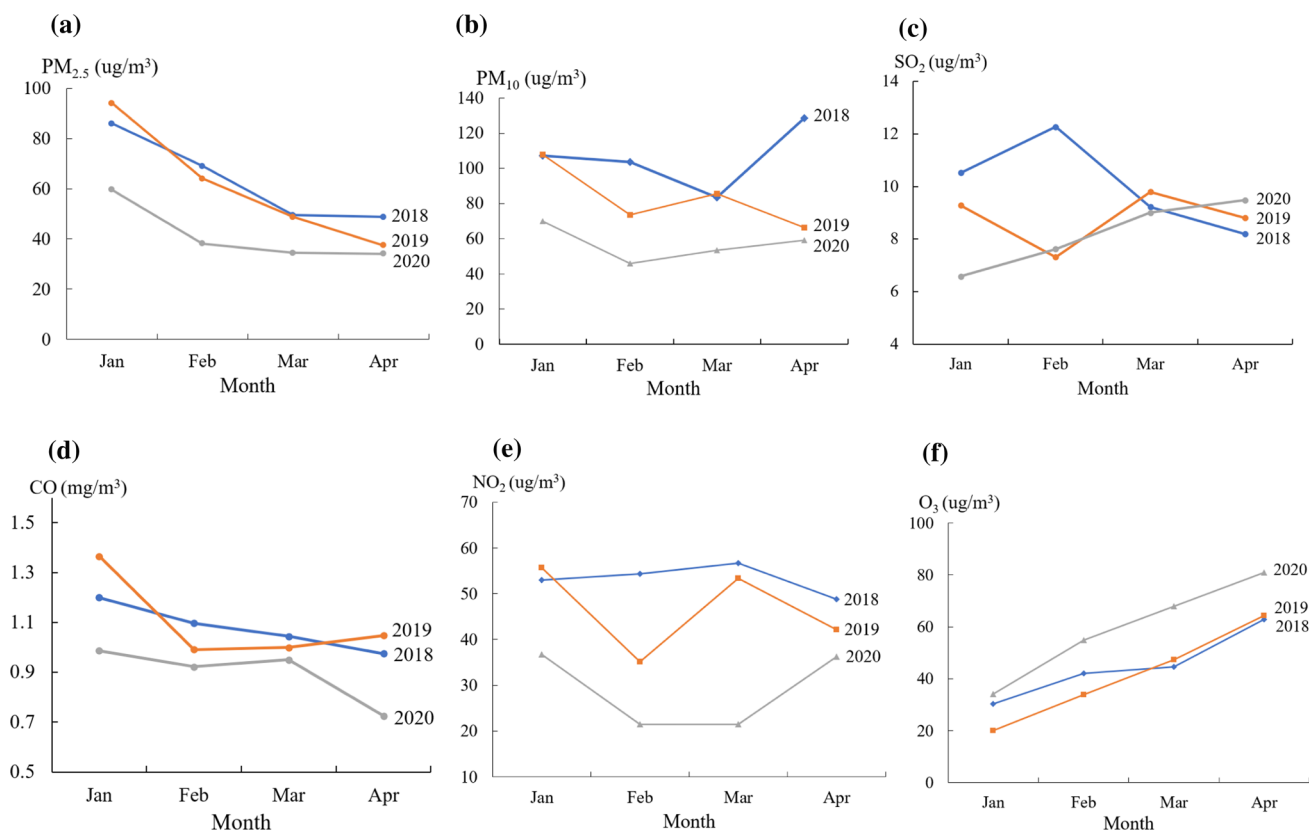 (a)
PM2.5 (ug/m³)
100
80
60
40
20
0
2018
2019
2020
Jan Feb Mar Apr
Month
(b)
PM10 (ug/m³)
140
120
100
80
60
40
20
0
2018
2019
2020
Jan Feb Mar Apr
Month
(c)
SO2 (ug/m³)
14
12
10
8
6
4
2020
2019
2018
Jan Feb Mar Apr
Month
(d)
CO (mg/m³)
1.5
1.3
1.1
0.9
0.7
0.5
2019
2018
2020
Jan Feb Mar Apr
Month
(e)
NO2 (ug/m³)
70
60
50
40
30
20
10
2018
2019
2020
Jan Feb Mar Apr
Month
(f)
O3 (ug/m³)
100
80
60
40
20
0
2020
2019
2018
Jan Feb Mar Apr
Month